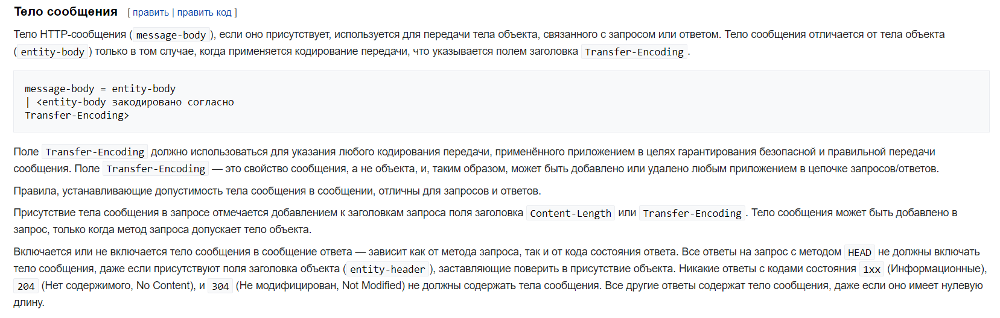 Тело сообщения [ править | править код ]
Тело HTTP-сообщения ( message-body ), если оно присутствует, используется для передачи тела объекта, связанного с запросом или ответом. Тело сообщения отличается от тела объекта
( entity-body ) только в том случае, когда применяется кодирование передачи, что указывается полем заголовка Transfer-Encoding .
message-body = entity-body
| <entity-body закодировано согласно
Transfer-Encoding>
Поле Transfer-Encoding должно использоваться для указания любого кодирования передачи, применённого приложением в целях гарантирования безопасной и правильной передачи
сообщения. Поле Transfer-Encoding — это свойство сообщения, а не объекта, и, таким образом, может быть добавлено или удалено любым приложением в цепочке запросов/ответов.
Правила, устанавливающие допустимость тела сообщения в сообщении, отличны для запросов и ответов.
Присутствие тела сообщения в запросе отмечается добавлением к заголовкам запроса поля заголовка Content-Length или Transfer-Encoding . Тело сообщения может быть добавлено в
запрос, только когда метод запроса допускает тело объекта.
Включается или не включается тело сообщения в сообщение ответа — зависит как от метода запроса, так и от кода состояния ответа. Все ответы на запрос с методом HEAD не должны включать
тело сообщения, даже если присутствуют поля заголовка объекта ( entity-header ), заставляющие поверить в присутствие объекта. Никакие ответы с кодами состояния 1xx (Информационные),
204 (Нет содержимого, No Content), и 304 (Не модифицирован, Not Modified) не должны содержать тела сообщения. Все другие ответы содержат тело сообщения, даже если оно имеет нулевую
длину.